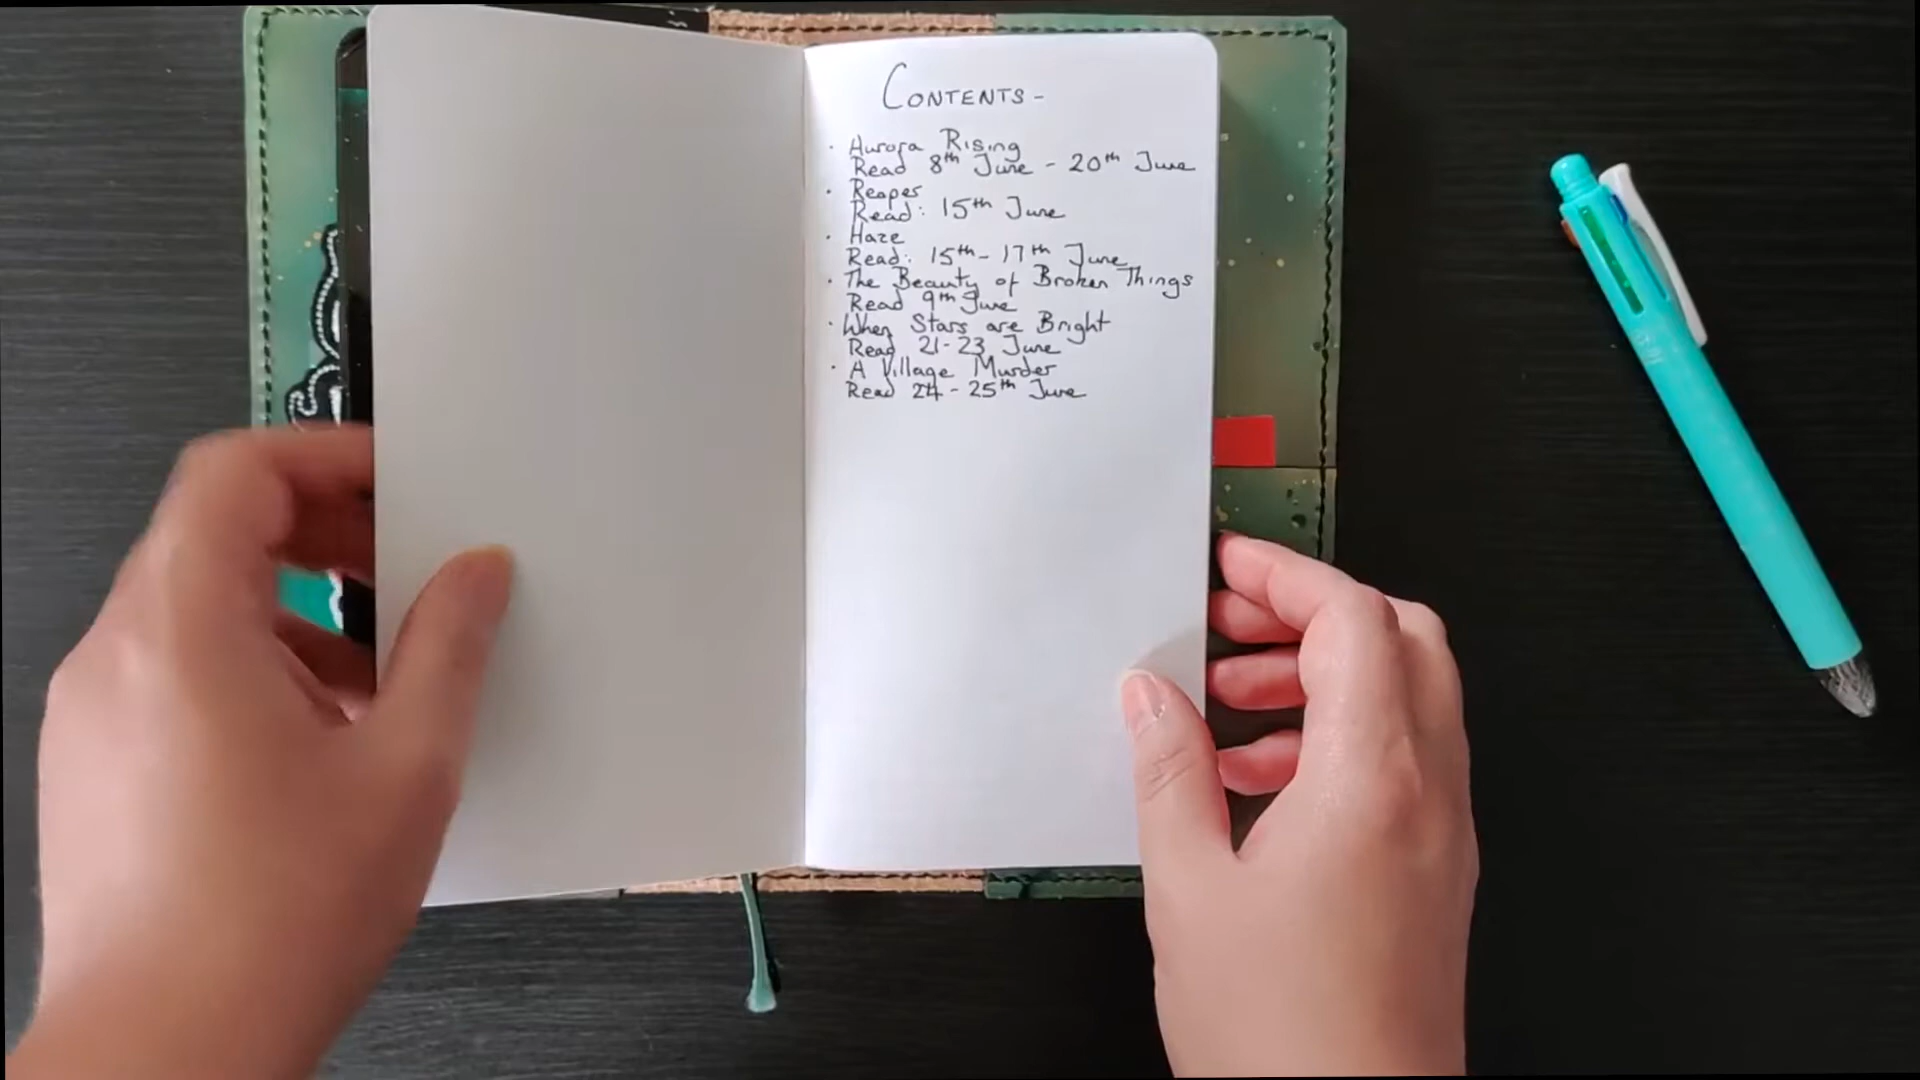 CONTENTS -
· Aurora Rising
Read 8th June - 20th June
· Reaper
Read: 15th June
· Haze
Read: 15th - 17th June
· The Beauty of Broken Things
Read 9th June
· When Stars are Bright
Read 21-23 June
· A Village Murder
Read 24 - 25th June